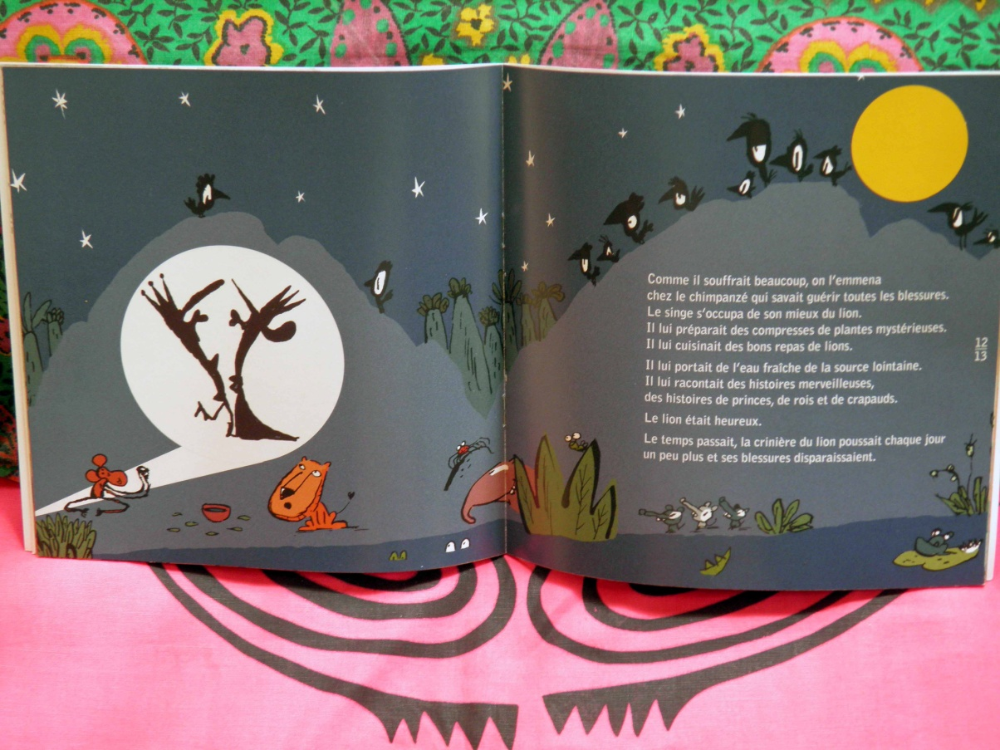 Comme il souffrait beaucoup, on l'emmena
chez le chimpanzé qui savait guérir toutes les blessures.
Le singe s'occupa de son mieux du lion.
Il lui préparait des compresses de plantes mystérieuses.
Il lui cuisinait des bons repas de lions.
Il lui portait de l'eau fraîche de la source lointaine.
Il lui racontait des histoires merveilleuses,
des histoires de princes, de rois et de crapauds.
Le lion était heureux.
Le temps passait, la crinière du lion poussait chaque jour
un peu plus et ses blessures disparaissaient.
12
13